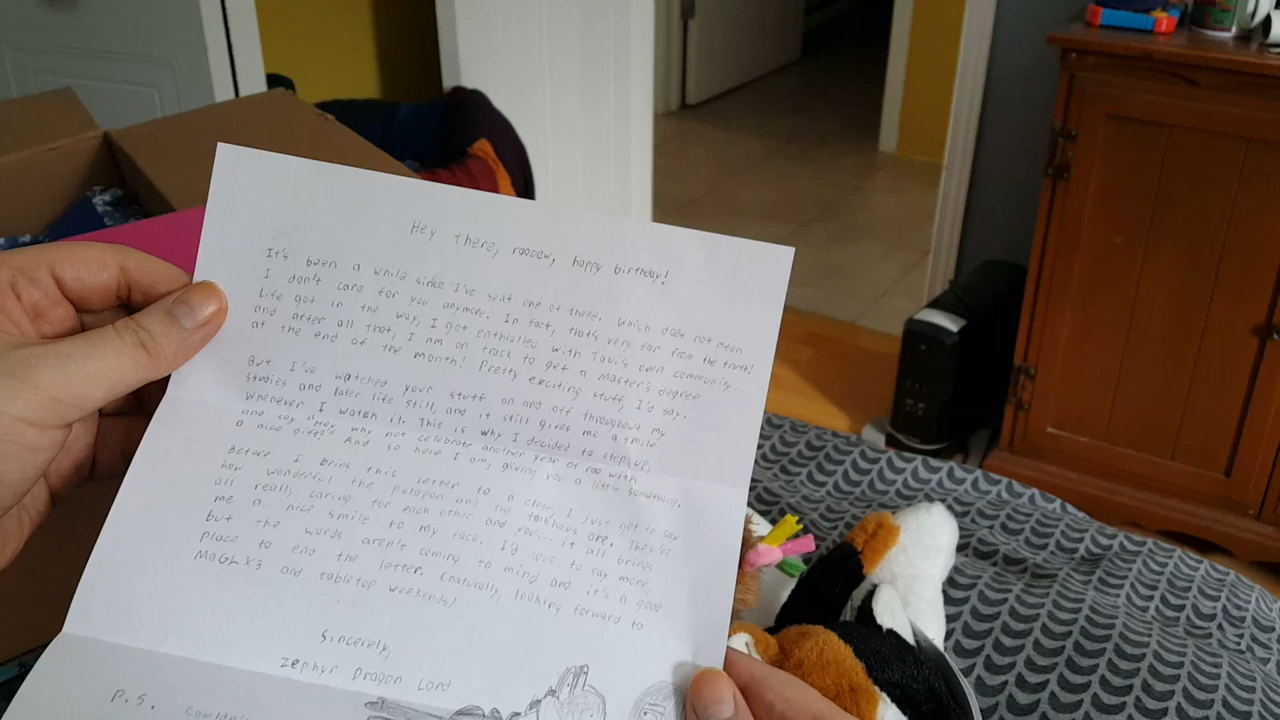 Hey there, raocow, happy birthday!
It's been a while since I've sent one of these. Which does not mean
I don't care for you anymore. In fact, that's very far from the truth!
Life got in the way, I got enthralled with Taui's own community...
and after all that, I am on track to get a master's degree
at the end of the month! Pretty exciting stuff, I'd say.
But I've watched your stuff on and off throughout my
studies and later life still, and it still gives me a smile
whenever I watch it. This is why I decided to step up,
and say "Hey why not celebrate another year of rao with
a nice gift?" And so here I am, giving you a little something.
Before I bring this letter to a close, I just got to say
how wonderful the patapon and the talkhaus are. They're
all really caring for each other and you... it all brings
me a nice smile to my face. I'd love to say more,
but the words aren't coming to mind and it's a good
place to end the letter. (naturally, looking forward to
MAGL X3 and tabletop weekends!
Sincerely,
Zephyr Dragon Lord
P.S.